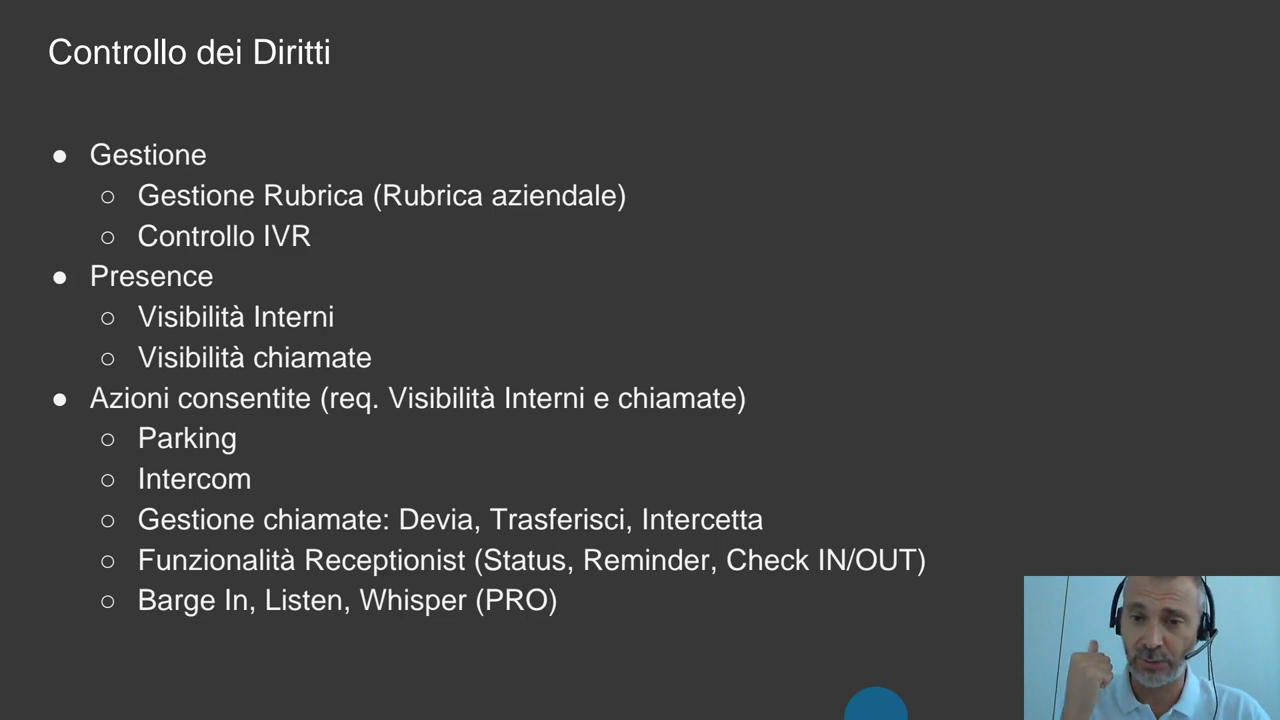 Controllo dei Diritti
● Gestione
○ Gestione Rubrica (Rubrica aziendale)
○ Controllo IVR
● Presence
○ Visibilità Interni
○ Visibilità chiamate
● Azioni consentite (req. Visibilità Interni e chiamate)
○ Parking
○ Intercom
○ Gestione chiamate: Devia, Trasferisci, Intercetta
○ Funzionalità Receptionist (Status, Reminder, Check IN/OUT)
○ Barge In, Listen, Whisper (PRO)